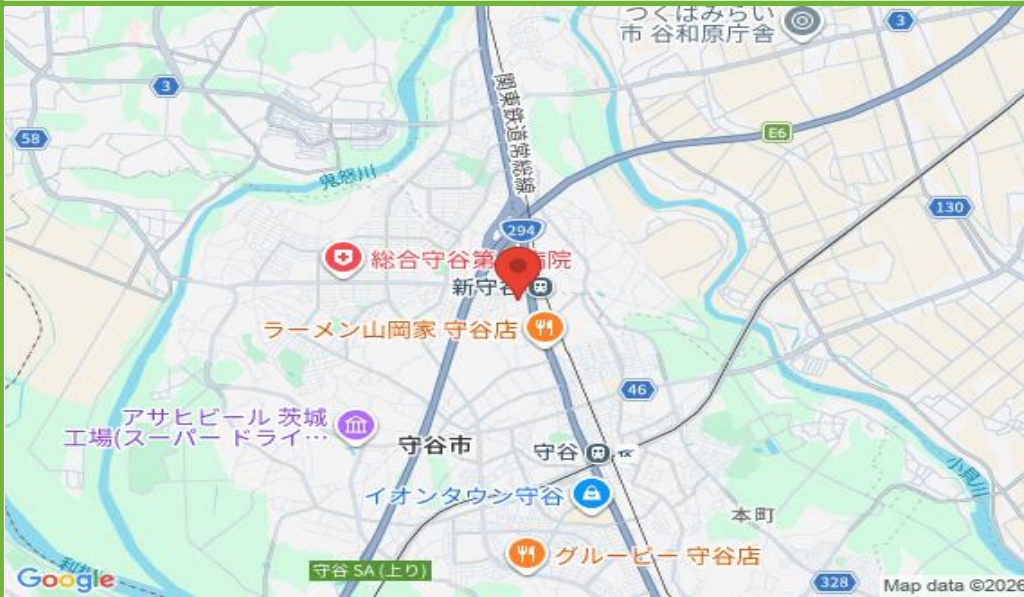 つくばみらい
市 谷和原庁舎
3
3
関東鉄道常総線
58
E6
鬼怒川
130
294
総合守谷第 病院
新守谷
ラーメン山岡家 守谷店
46
アサヒビール 茨城
工場(スーパー ドライ…
守谷市
守谷
イオンタウン守谷
小貝川
本町
グルービー 守谷店
守谷 SA (上り)
Google
328
Map data ©2026